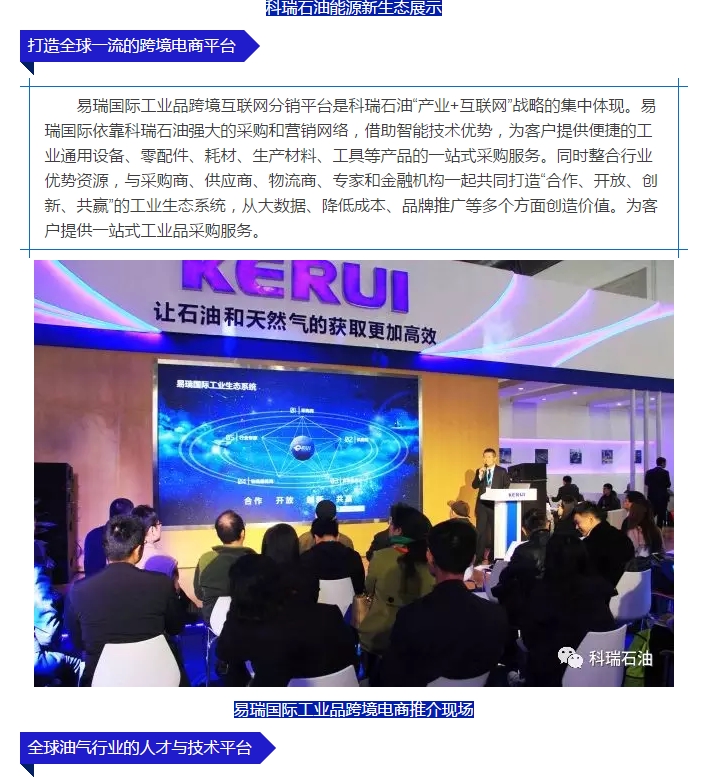 科瑞石油能源新生态展示
打造全球一流的跨境电商平台
易瑞国际工业品跨境互联网分销平台是科瑞石油“产业+互联网”战略的集中体现。易
瑞国际依靠科瑞石油强大的采购和营销网络，借助智能技术优势，为客户提供便捷的工
业通用设备、零配件、耗材、生产材料、工具等产品的一站式采购服务。同时整合行业
优势资源，与采购商、供应商、物流商、专家和金融机构一起共同打造“合作、开放、创
新、共赢”的工业生态系统，从大数据、降低成本、品牌推广等多个方面创造价值。为客
户提供一站式工业品采购服务。
KERUI
让石油和天然气的获取更加高效
易瑞国际工业生态系统
合作 开放 共赢
KERUI
科瑞石油
易瑞国际工业品跨境电商推介现场
全球油气行业的人才与技术平台